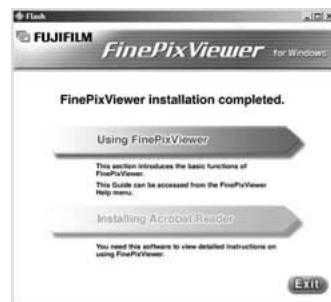 Flash
FUJIFILM
FinePixViewer for Windows
FinePixViewer installation completed.
Using FinePixViewer
This section introduces the basic functions of
FinePixViewer.
This Guide can be accessed from the FinePixViewer
Help menu.
Installing Acrobat Reader
You need this software to view detailed instructions on
using FinePixViewer.
Exit